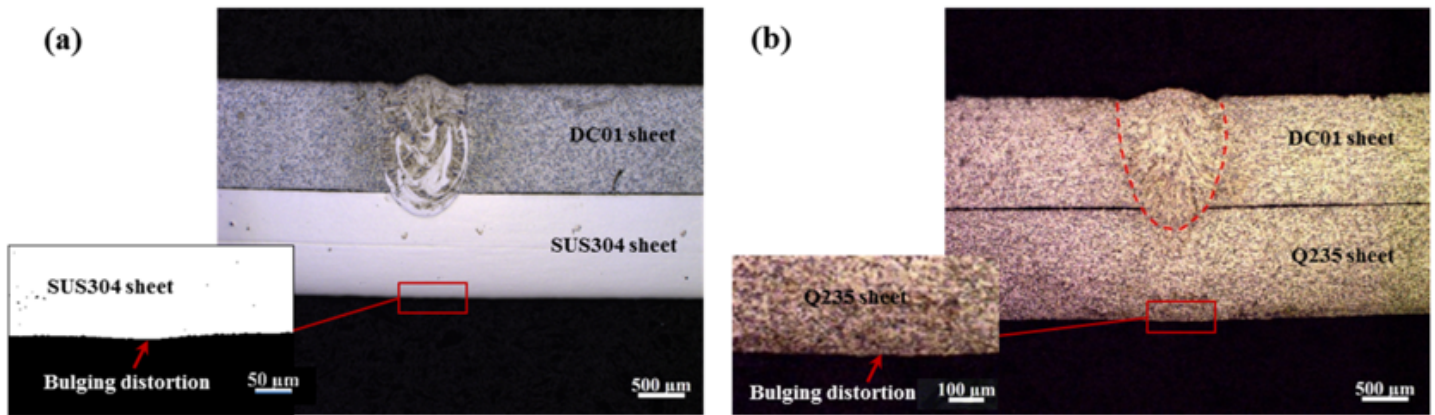 (a)
DC01 sheet
SUS304 sheet
SUS304 sheet
Bulging distortion
50 μm
500 μm
(b)
DC01 sheet
Q235 sheet
Q235 sheet
Bulging distortion
100 μm
500 μm